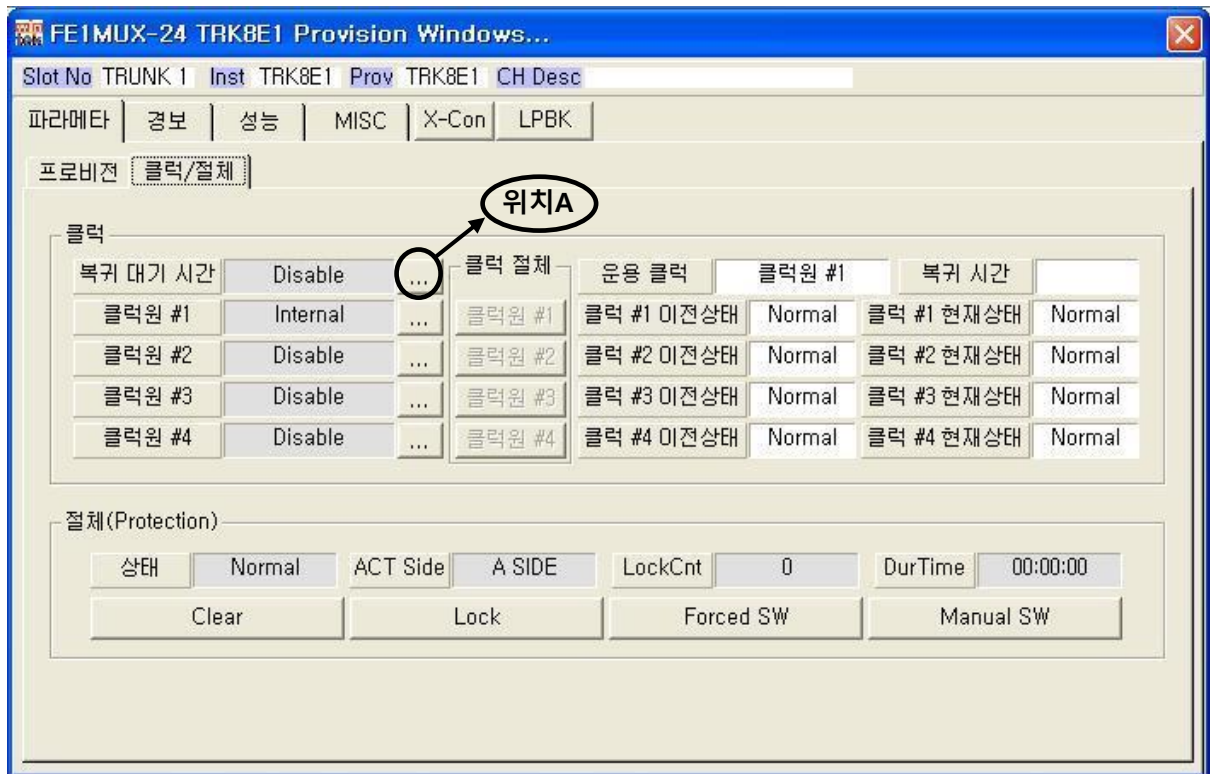 FE1MUX-24 TRK8E1 Provision Windows...
Slot No TRUNK 1 Inst TRK8E1 Prov TRK8E1 CH Desc
파라메타 경보 성능 MISC X-Con LPBK
프로비전 클럭/절체
위치A
클럭
복귀 대기 시간 Disable ... 클럭 절체 운용 클럭 클럭원 #1 복귀 시간
클럭원 #1 Internal ... 클럭원 #1 클럭 #1 이전상태 Normal 클럭 #1 현재상태 Normal
클럭원 #2 Disable ... 클럭원 #2 클럭 #2 이전상태 Normal 클럭 #2 현재상태 Normal
클럭원 #3 Disable ... 클럭원 #3 클럭 #3 이전상태 Normal 클럭 #3 현재상태 Normal
클럭원 #4 Disable ... 클럭원 #4 클럭 #4 이전상태 Normal 클럭 #4 현재상태 Normal
절체(Protection)
상태 Normal ACT Side A SIDE LockCnt 0 DurTime 00:00:00
Clear Lock Forced SW Manual SW